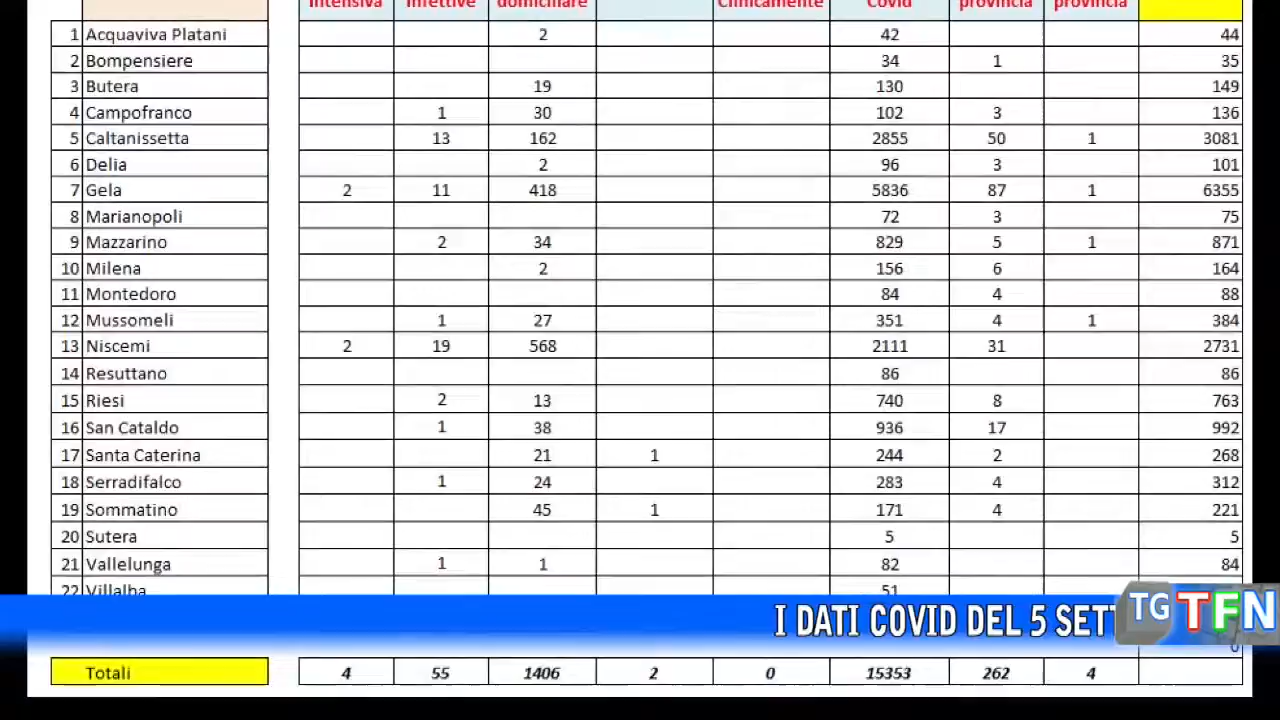 Intensiva Infettive domiciliare Clinicamente Covid provincia provincia
1 Acquaviva Platani 2 42 44
2 Bompensiere 34 1 35
3 Butera 19 130 149
4 Campofranco 1 30 102 3 136
5 Caltanissetta 13 162 2855 50 1 3081
6 Delia 2 96 3 101
7 Gela 2 11 418 5836 87 1 6355
8 Marianopoli 72 3 75
9 Mazzarino 2 34 829 5 1 871
10 Milena 2 156 6 164
11 Montedoro 84 4 88
12 Mussomeli 1 27 351 4 1 384
13 Niscemi 2 19 568 2111 31 2731
14 Resuttano 86 86
15 Riesi 2 13 740 8 763
16 San Cataldo 1 38 936 17 992
17 Santa Caterina 21 1 244 2 268
18 Serradifalco 1 24 283 4 312
19 Sommatino 45 1 171 4 221
20 Sutera 5 5
21 Vallelunga 1 1 82 84
22 Villalba 51
I DATI COVID DEL 5 SETT
TG TFN
0
Totali 4 55 1406 2 0 15353 262 4